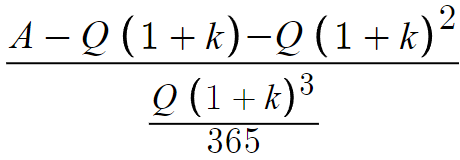 A − Q (1 + k) − Q (1 + k)²
Q (1 + k)³
365